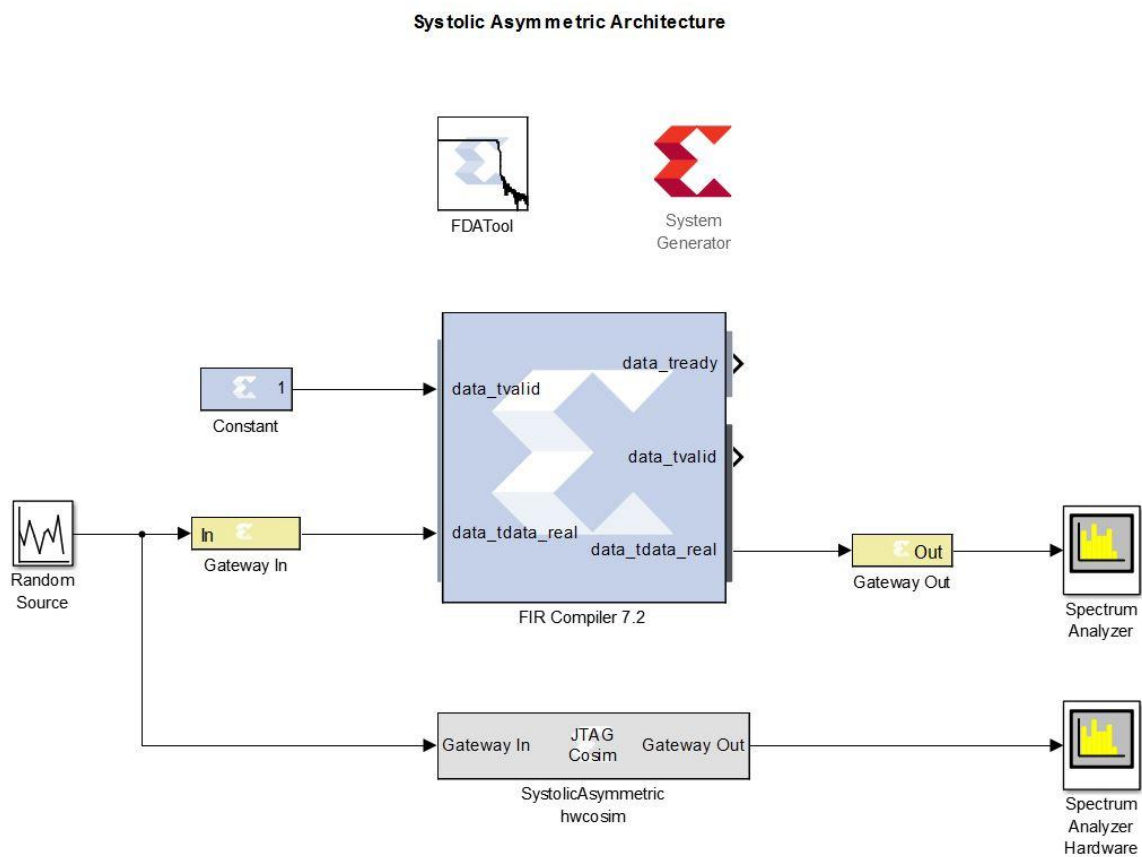 Systolic Asymmetric Architecture
FDATool
System
Generator
data_tready
1
data_tvalid
Constant
data_tvalid
In
Gateway In
data_tdata_real
data_tdata_real
Out
Gateway Out
Random
Source
FIR Compiler 7.2
Spectrum
Analyzer
Gateway In
JTAG
Cosim
Gateway Out
SystolicAsymmetric
hwcosim
Spectrum
Analyzer
Hardware